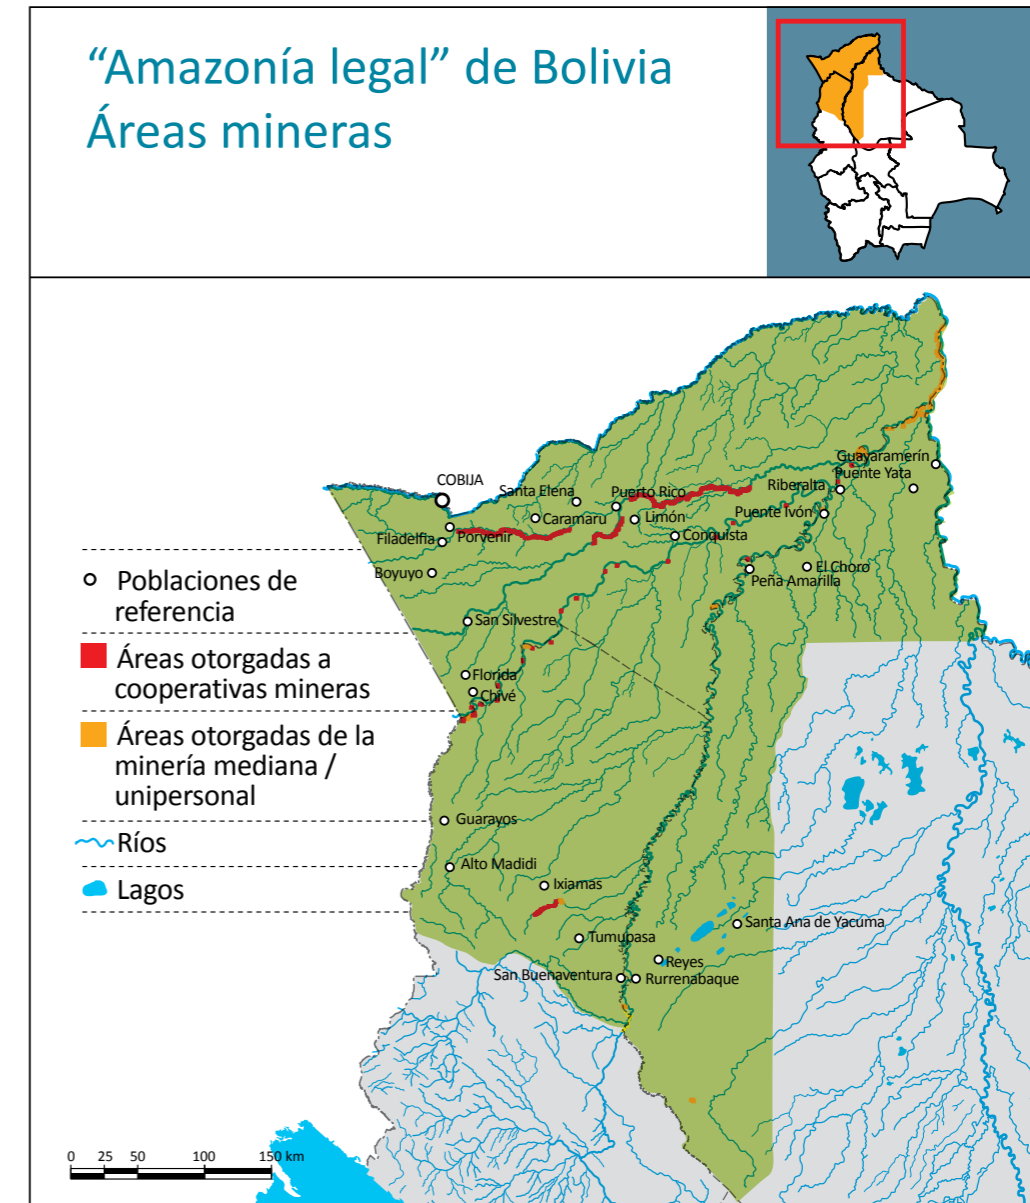 “Amazonía legal” de Bolivia
Áreas mineras
COBIJA
Santa Elena
Puerto Rico
Riberalta
Guayaramerín
Puente Yata
Filadelfia
Porvenir
Caramaru
Limón
Puente Ivón
Conquista
Boyuyo
Peña Amarilla
El Choro
San Silvestre
Florida
Chivé
Guarayos
Alto Madidi
Ixiamas
Tumupasa
Santa Ana de Yacuma
Reyes
San Buenaventura
Rurrenabaque
Poblaciones de
referencia
Áreas otorgadas a
cooperativas mineras
Áreas otorgadas de la
minería mediana /
unipersonal
Ríos
Lagos
0 25 50 100 150 km